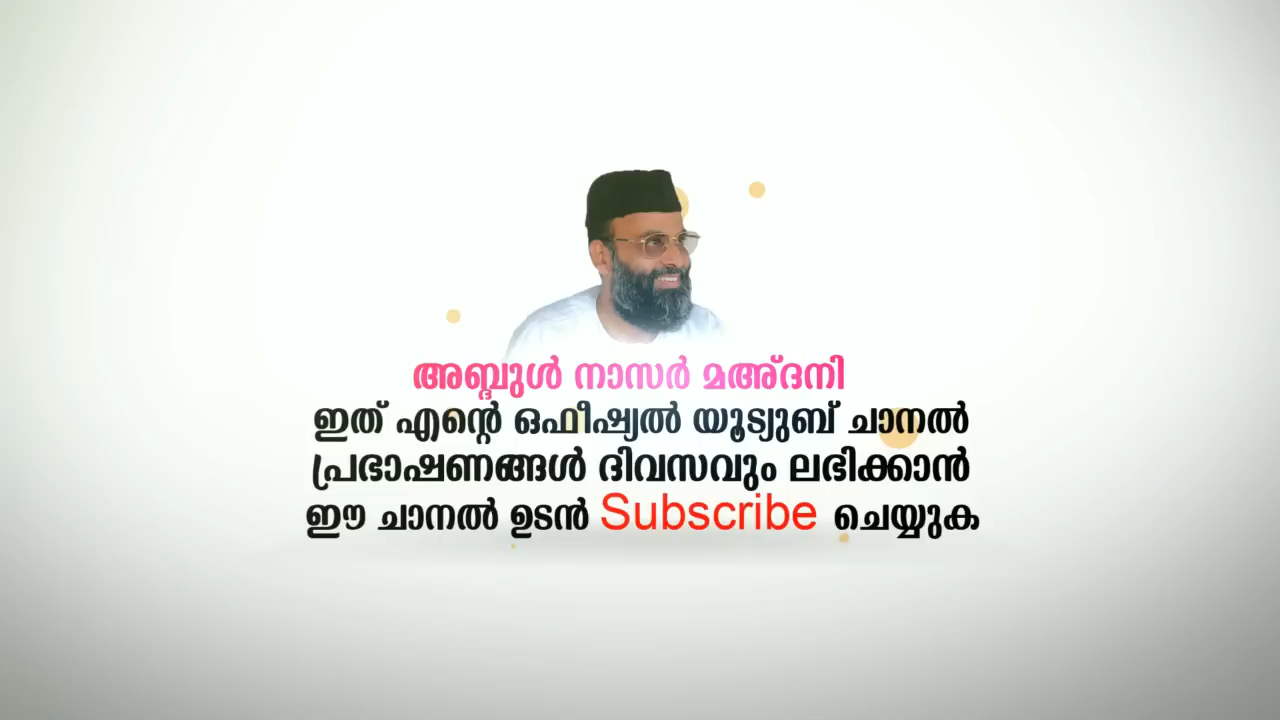 അബ്ദുൾ നാസർ മഅ്ദനി
ഇത് എന്റെ ഒഫീഷ്യൽ യൂട്യുബ് ചാനൽ
പ്രഭാഷണങ്ങൾ ദിവസവും ലഭിക്കാൻ
ഈ ചാനൽ ഉടൻ Subscribe ചെയ്യുക